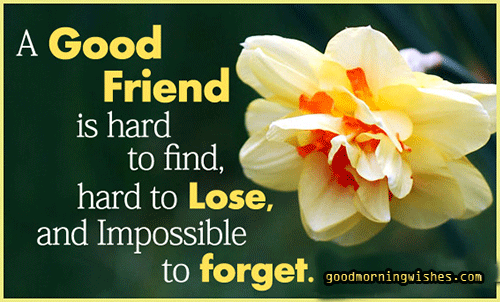 A Good
Friend
is hard
to find,
hard to Lose,
and Impossible
to forget.
goodmorningwishes.com